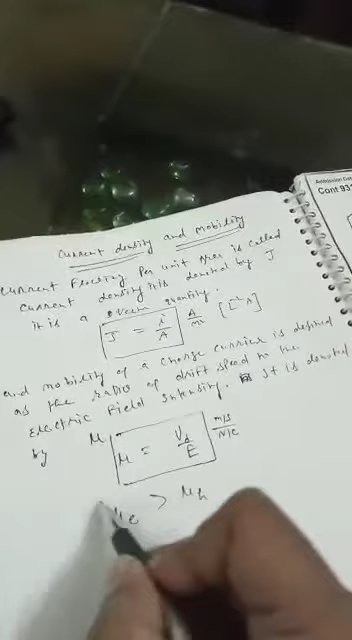 Current density and mobility
Current Flowing Per unit Area is called
current density it is denoted by J
it is a vector quantity.
J = i/A A/m² [L⁻²A]
and mobility of a charge carrier is defined
as the ratio of drift speed to the
Electric Field Intensity. It is denoted
by μ
μ = Vd/E m/s / N/C
μe > μh
Cont 93